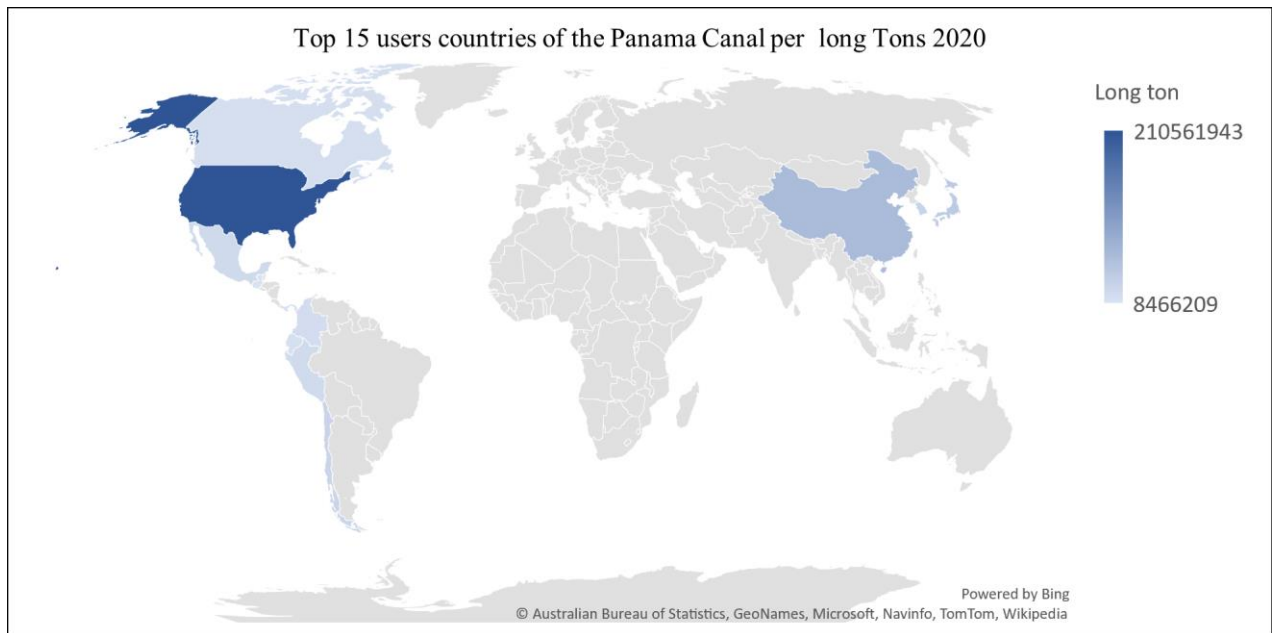 Top 15 users countries of the Panama Canal per long Tons 2020
Long ton
210561943
8466209
Powered by Bing
© Australian Bureau of Statistics, GeoNames, Microsoft, Navinfo, TomTom, Wikipedia